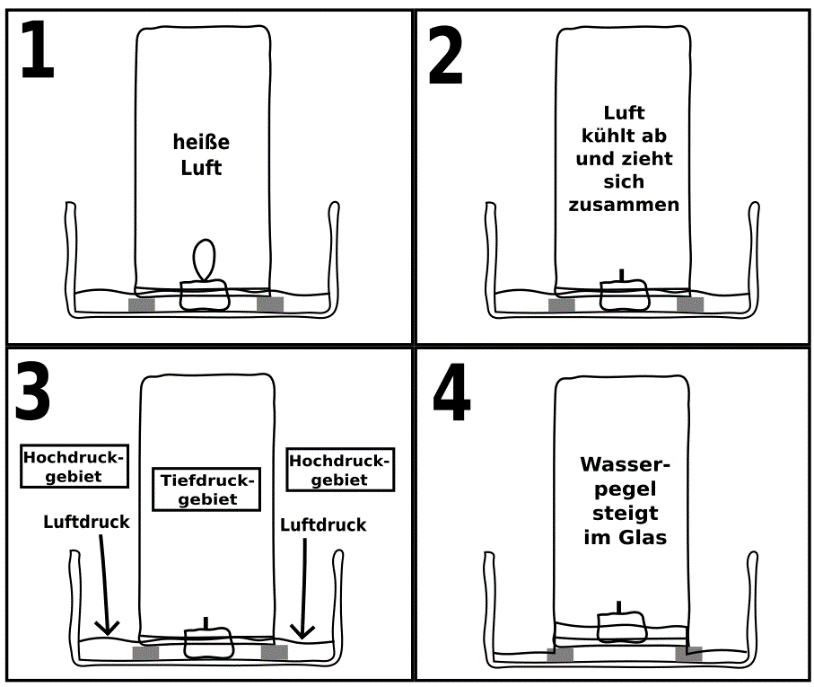 1
heiße
Luft
2
Luft
kühlt ab
und zieht
sich
zusammen
3
Hochdruck-
gebiet
Tiefdruck-
gebiet
Hochdruck-
gebiet
Luftdruck
Luftdruck
4
Wasser-
pegel
steigt
im Glas